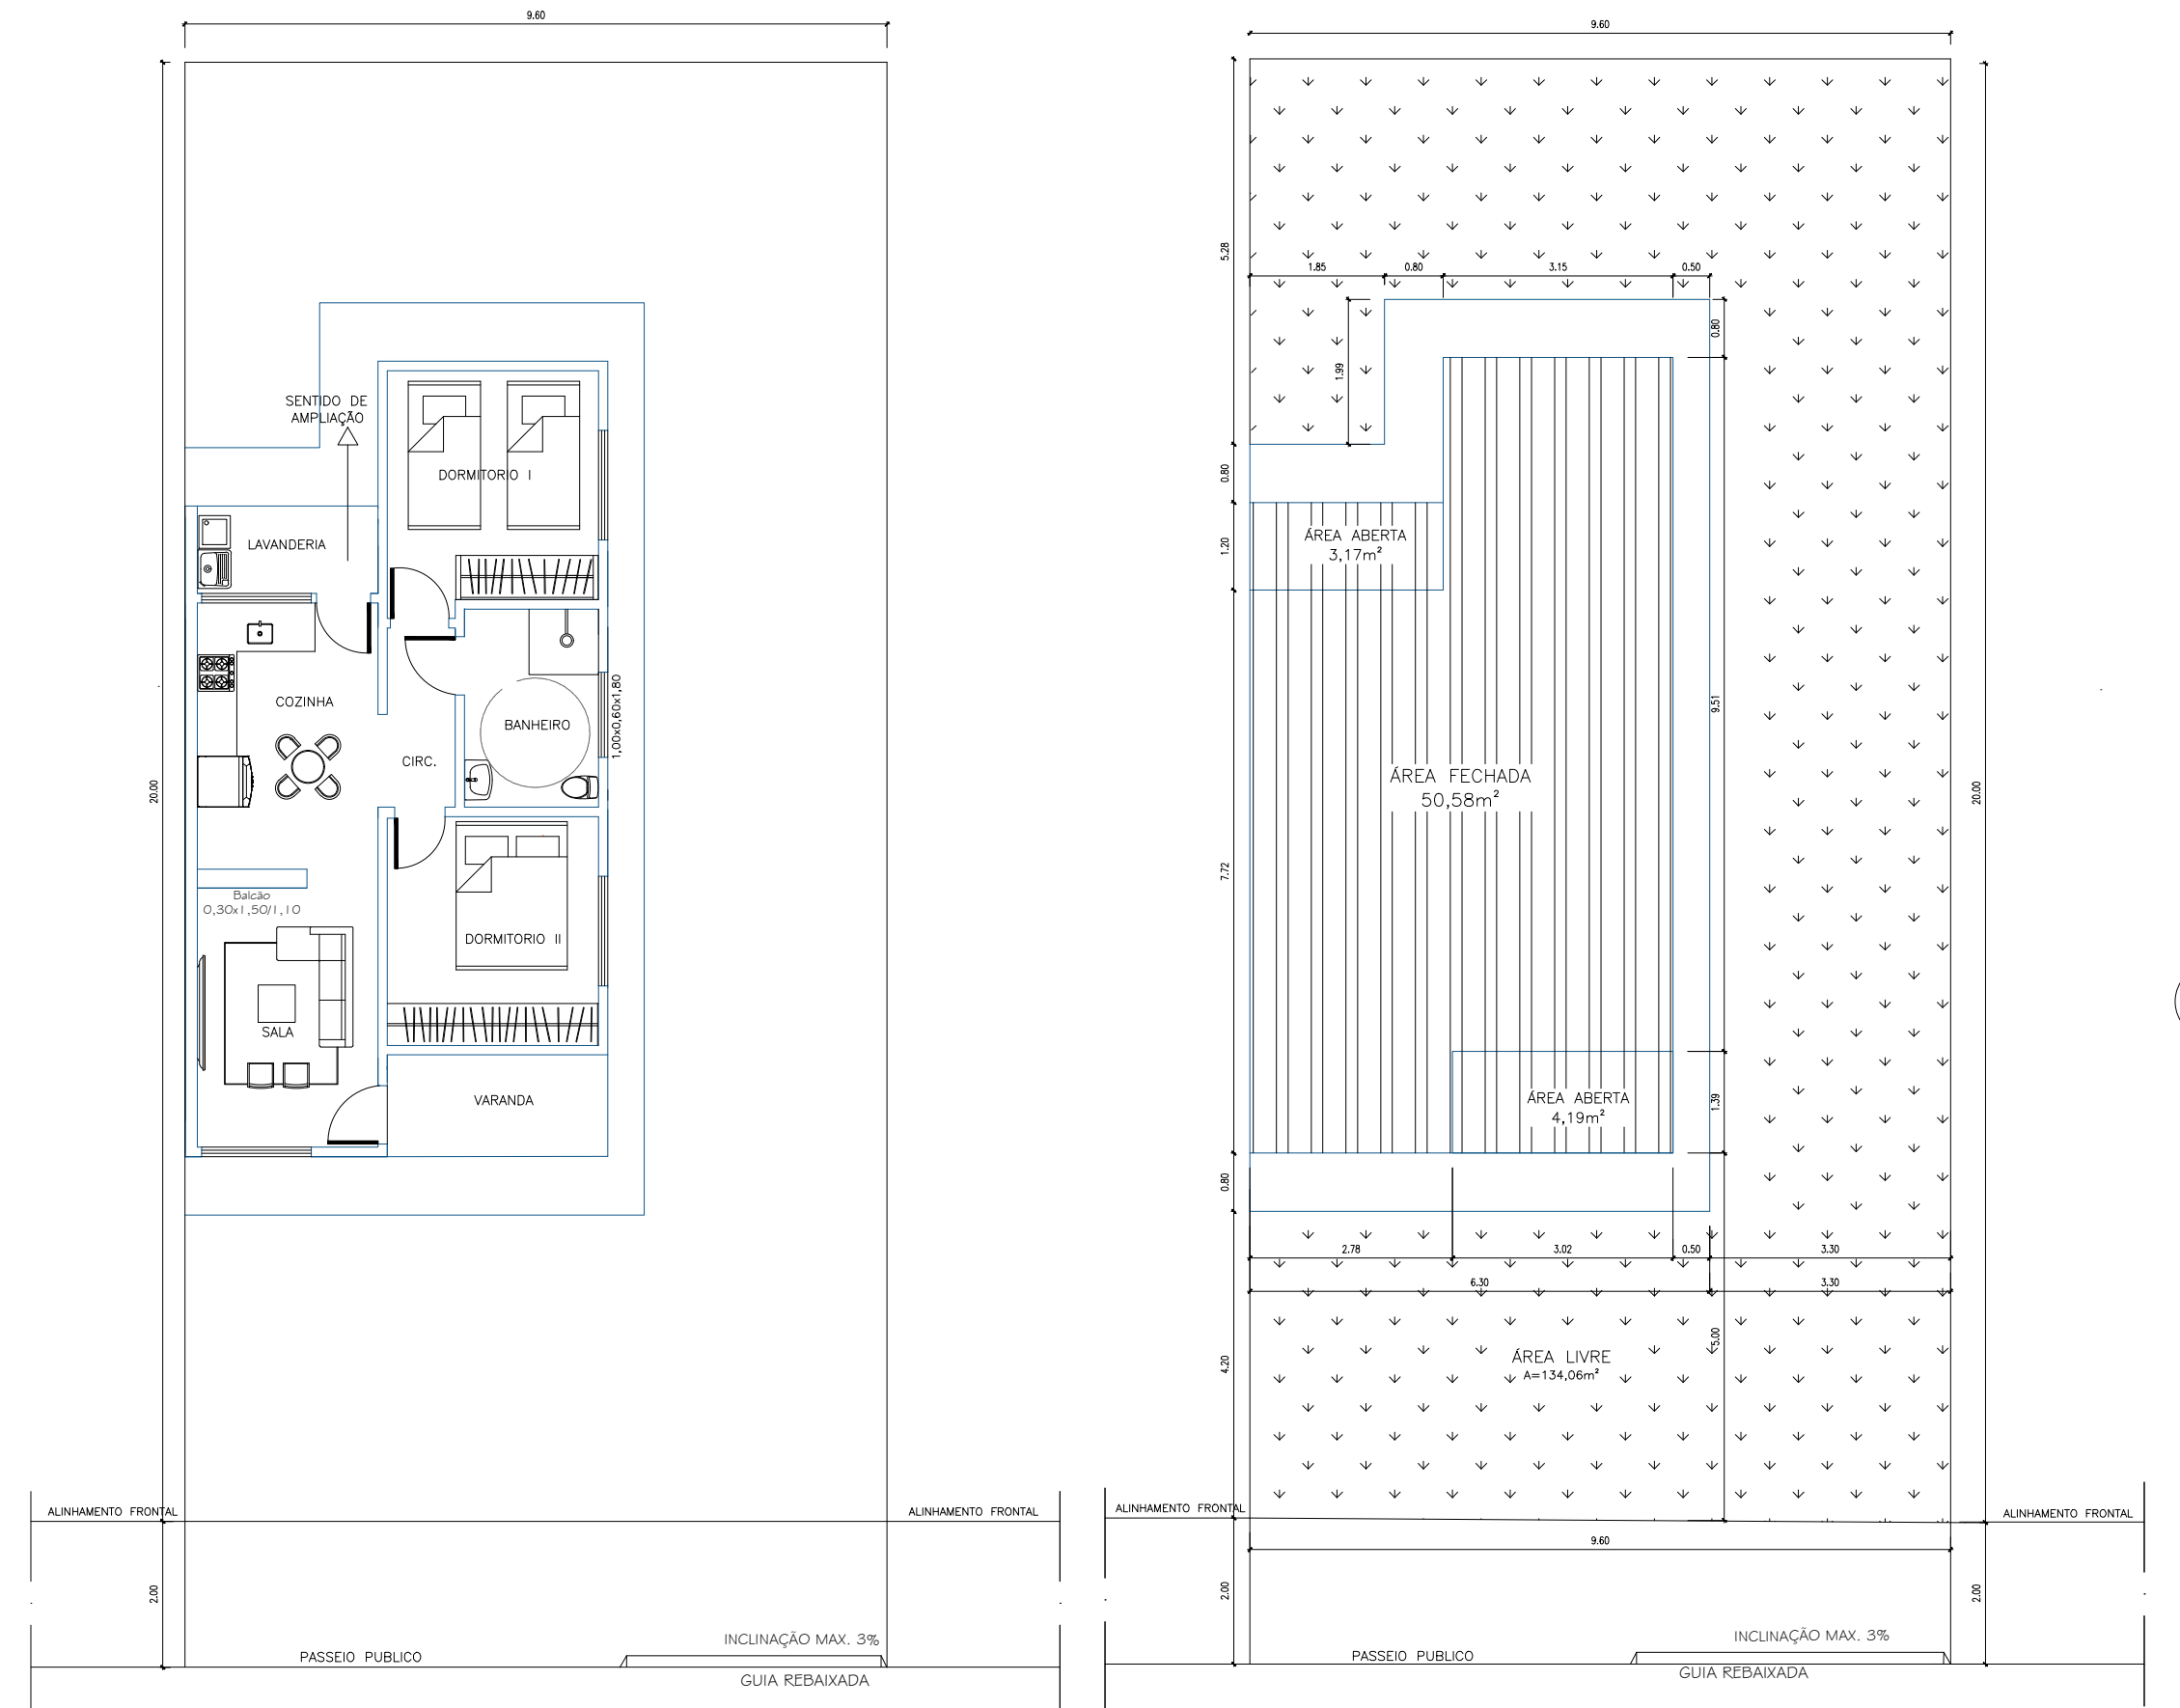 9.60
SENTIDO DE
AMPLIAÇÃO
DORMITORIO I
LAVANDERIA
COZINHA
BANHEIRO
1,00x0,60x1,80
CIRC.
20.00
Balcão
0,30x1,50/1,10
DORMITORIO II
SALA
VARANDA
ALINHAMENTO FRONTAL
ALINHAMENTO FRONTAL
2.00
INCLINAÇÃO MAX. 3%
PASSEIO PUBLICO
GUIA REBAIXADA
9.60
5.28
1.85
0.80
3.15
0.50
0.80
1.99
0.80
1.20
ÁREA ABERTA
3,17m²
9.51
ÁREA FECHADA
50,58m²
20.00
7.72
ÁREA ABERTA
4,19m²
1.39
0.80
2.78
3.02
0.50
3.30
6.30
3.30
5.00
4.20
ÁREA LIVRE
A=134,06m²
ALINHAMENTO FRONTAL
ALINHAMENTO FRONTAL
9.60
2.00
2.00
INCLINAÇÃO MAX. 3%
PASSEIO PUBLICO
GUIA REBAIXADA